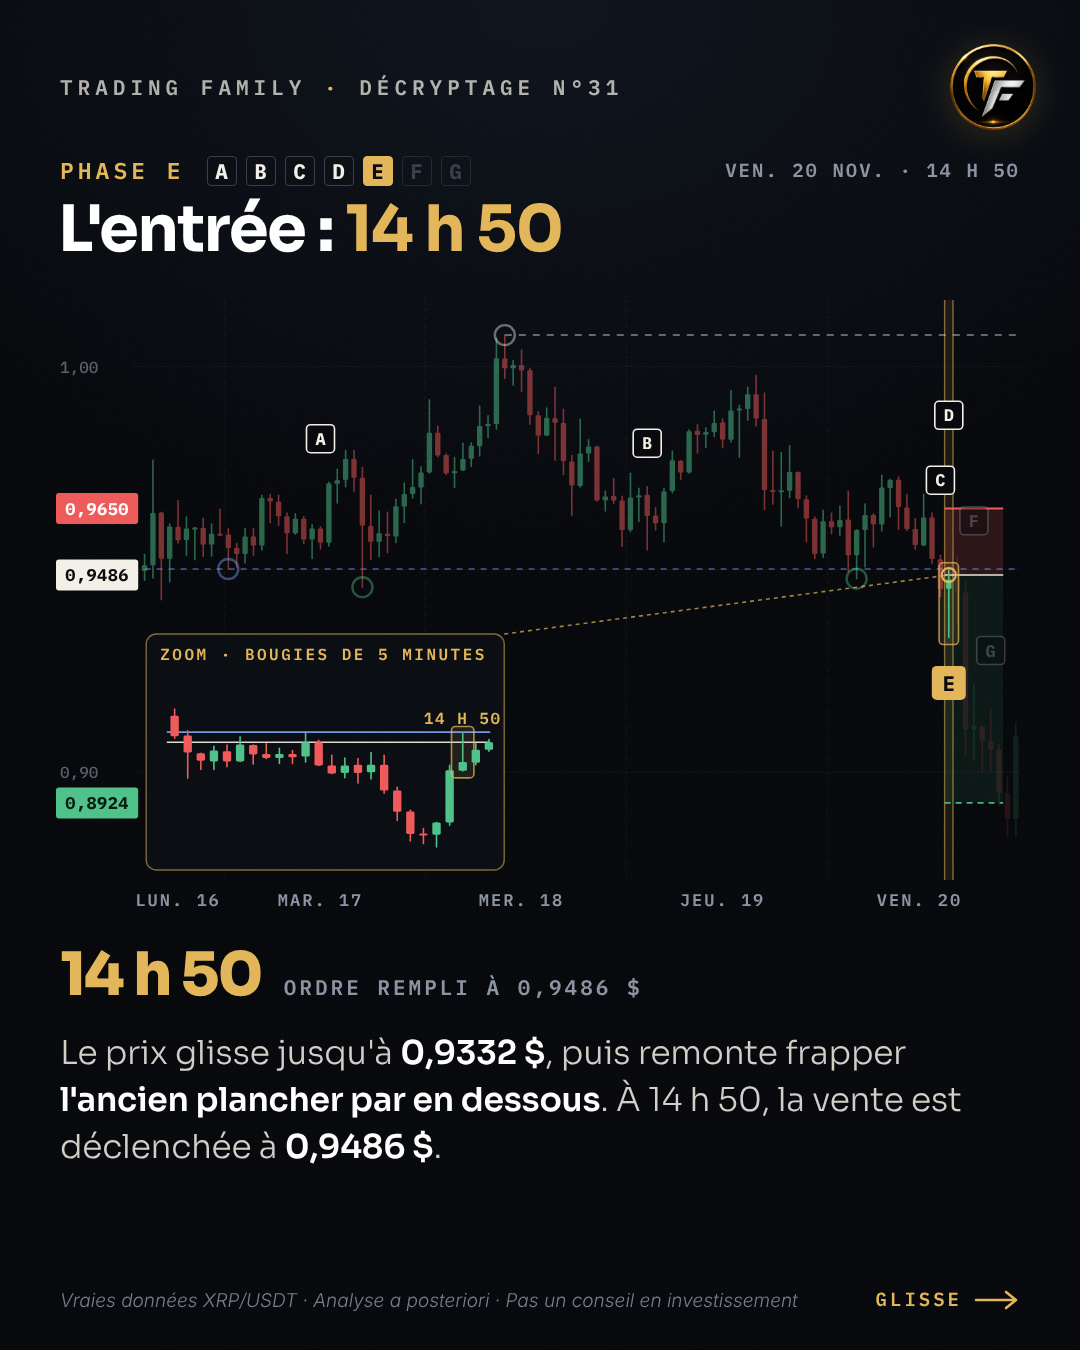 TRADING FAMILY · DÉCRYPTAGE N°31
TF
PHASE E A B C D E F G
VEN. 20 NOV. · 14 H 50
L'entrée : 14 h 50
1,00
A
B
D
C
0,9650
F
0,9486
ZOOM · BOUGIES DE 5 MINUTES
G
E
14 H 50
0,90
0,8924
LUN. 16 MAR. 17 MER. 18 JEU. 19 VEN. 20
14 h 50 ORDRE REMPLI À 0,9486 $
Le prix glisse jusqu'à 0,9332 $, puis remonte frapper
l'ancien plancher par en dessous. À 14 h 50, la vente est
déclenchée à 0,9486 $.
Vraies données XRP/USDT · Analyse a posteriori · Pas un conseil en investissement
GLISSE →